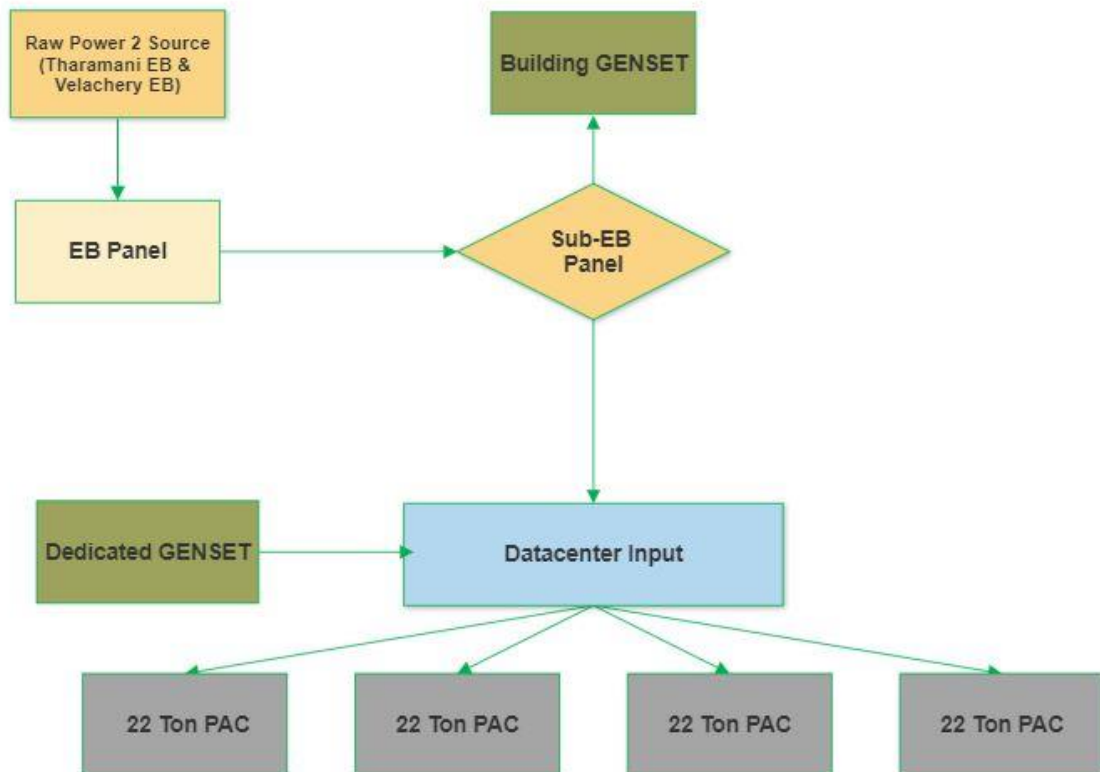 Raw Power 2 Source
(Tharamani EB &
Velachery EB)
Building GENSET
EB Panel
Sub-EB
Panel
Dedicated GENSET
Datacenter Input
22 Ton PAC
22 Ton PAC
22 Ton PAC
22 Ton PAC